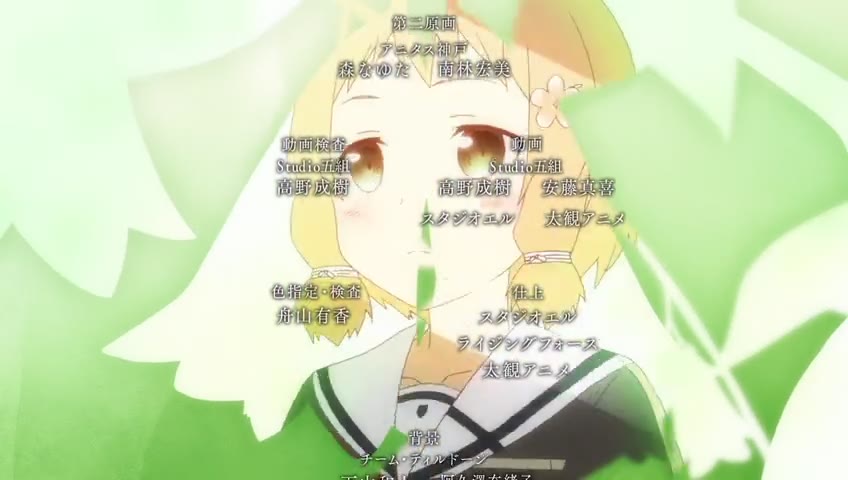 第二原画
アニタス神戸
森なゆた 南林宏美
動画検査
Studio五組
高野成樹
動画
Studio五組
高野成樹 安藤真喜
スタジオエル 太観アニメ
色指定・検査
舟山有香
仕上
スタジオエル
ライジングフォース
太観アニメ
背景
チーム・ティルドーン